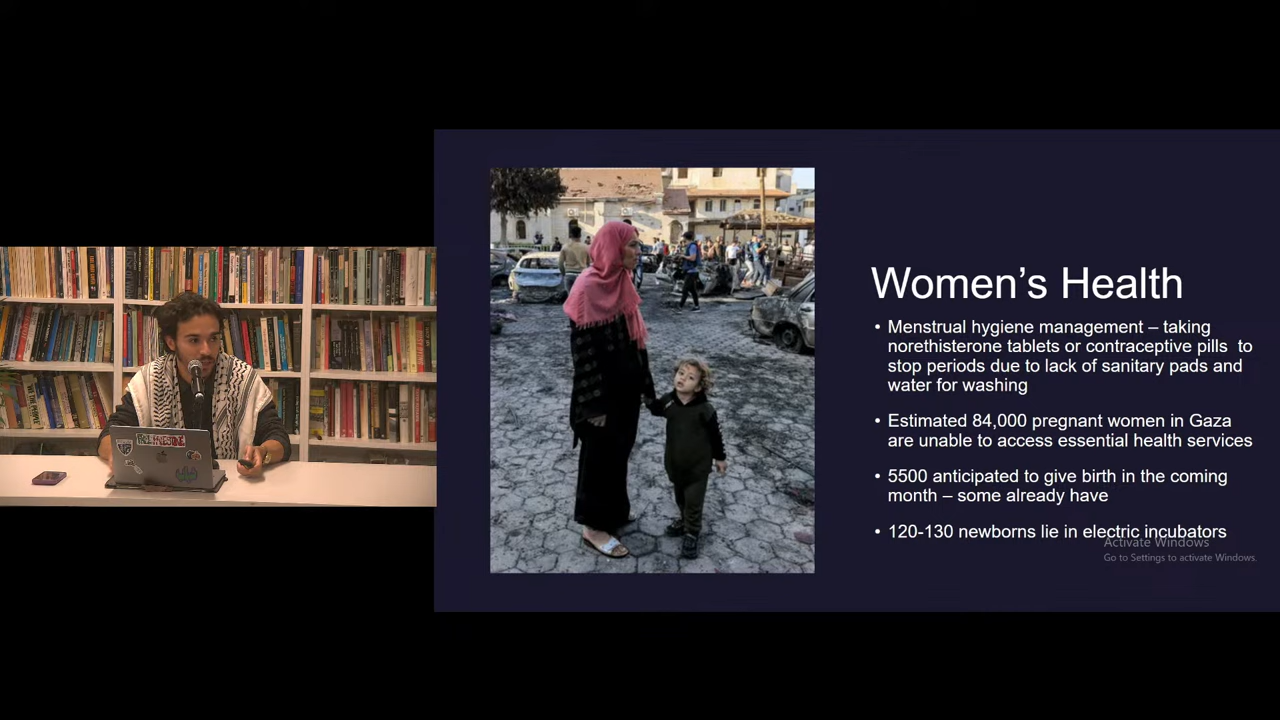 Women’s Health
• Menstrual hygiene management – taking
norethisterone tablets or contraceptive pills to
stop periods due to lack of sanitary pads and
water for washing
• Estimated 84,000 pregnant women in Gaza
are unable to access essential health services
• 5500 anticipated to give birth in the coming
month – some already have
• 120-130 newborns lie in electric incubators
Activate Windows
Go to Settings to activate Windows.